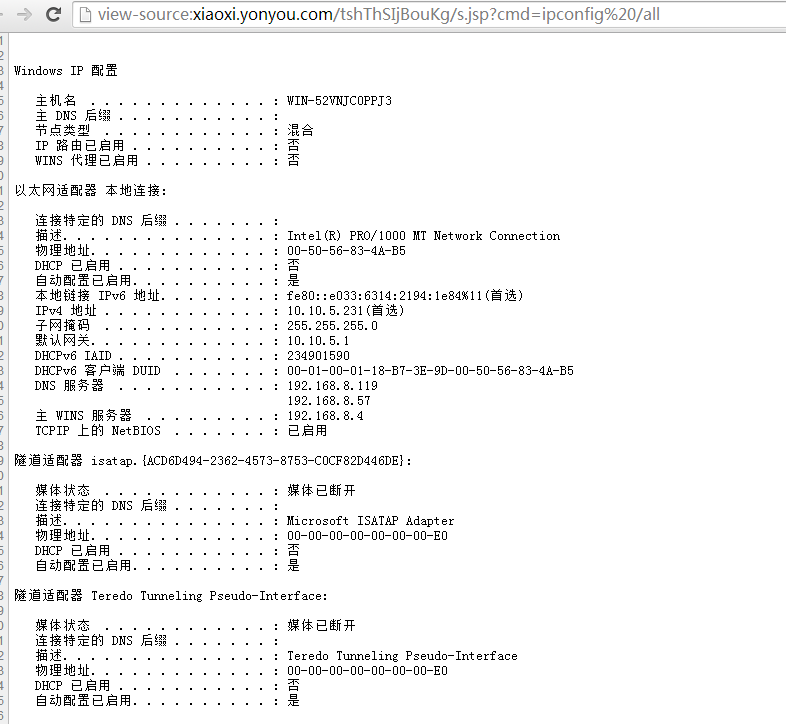 view-source:xiaoxi.yonyou.com/tshThSIjBouKg/s.jsp?cmd=ipconfig%20/all
Windows IP 配置
主机名 . . . . . . . . . . . . . : WIN-52VNJC0PPJ3
主 DNS 后缀 . . . . . . . . . . . :
节点类型 . . . . . . . . . . . . : 混合
IP 路由已启用 . . . . . . . . . . : 否
WINS 代理已启用 . . . . . . . . . : 否
以太网适配器 本地连接:
连接特定的 DNS 后缀 . . . . . . . :
描述. . . . . . . . . . . . . . . : Intel(R) PRO/1000 MT Network Connection
物理地址. . . . . . . . . . . . . : 00-50-56-83-4A-B5
DHCP 已启用 . . . . . . . . . . . : 否
自动配置已启用. . . . . . . . . . : 是
本地链接 IPv6 地址. . . . . . . . : fe80::e033:6314:2194:1e84%11(首选)
IPv4 地址 . . . . . . . . . . . . : 10.10.5.231(首选)
子网掩码 . . . . . . . . . . . . : 255.255.255.0
默认网关. . . . . . . . . . . . . : 10.10.5.1
DHCPv6 IAID . . . . . . . . . . . : 234901590
DHCPv6 客户端 DUID . . . . . . . : 00-01-00-01-18-B7-3E-9D-00-50-56-83-4A-B5
DNS 服务器 . . . . . . . . . . . : 192.168.8.119
192.168.8.57
主 WINS 服务器 . . . . . . . . . : 192.168.8.4
TCPIP 上的 NetBIOS . . . . . . . : 已启用
隧道适配器 isatap.{ACD6D494-2362-4573-8753-C0CF82D446DE}:
媒体状态 . . . . . . . . . . . . : 媒体已断开
连接特定的 DNS 后缀 . . . . . . . :
描述. . . . . . . . . . . . . . . : Microsoft ISATAP Adapter
物理地址. . . . . . . . . . . . . : 00-00-00-00-00-00-00-E0
DHCP 已启用 . . . . . . . . . . . : 否
自动配置已启用. . . . . . . . . . : 是
隧道适配器 Teredo Tunneling Pseudo-Interface:
媒体状态 . . . . . . . . . . . . : 媒体已断开
连接特定的 DNS 后缀 . . . . . . . :
描述. . . . . . . . . . . . . . . : Teredo Tunneling Pseudo-Interface
物理地址. . . . . . . . . . . . . : 00-00-00-00-00-00-00-E0
DHCP 已启用 . . . . . . . . . . . : 否
自动配置已启用. . . . . . . . . . : 是